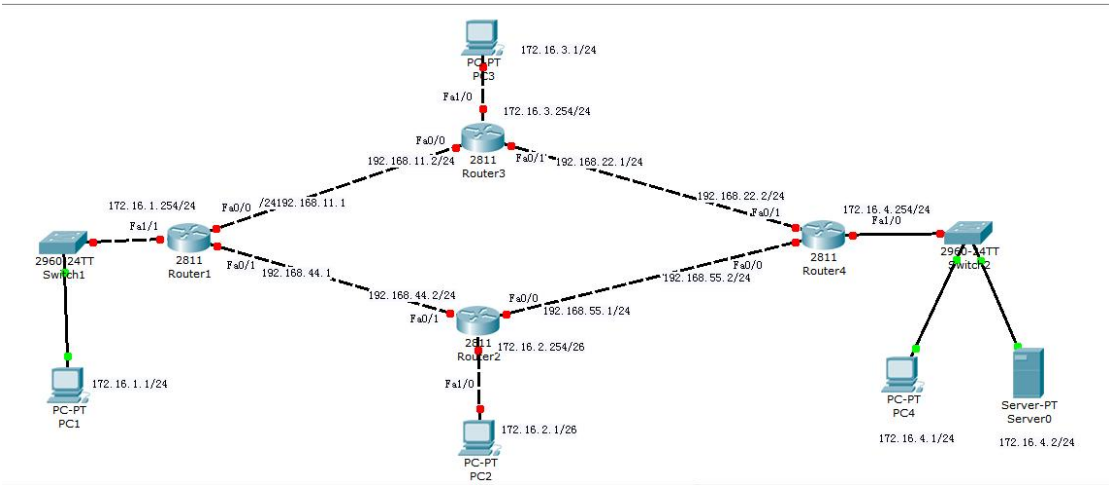 172.16.3.1/24
PC-PT
PC3
Fa1/0
172.16.3.254/24
Fa0/0
2811
Router3
Fa0/1
192.168.11.2/24
192.168.22.1/24
192.168.22.2/24
172.16.1.254/24
Fa0/0
/24192.168.11.1
Fa1/1
2811
Router1
Fa0/1
2960-24TT
Switch1
192.168.44.1
Fa0/1
172.16.4.254/24
Fa1/0
2811
Router4
Fa0/0
2960-24TT
Switch2
192.168.55.2/24
192.168.44.2/24
Fa0/1
Fa0/0
192.168.55.1/24
2811
Router2
172.16.2.254/26
Fa1/0
172.16.1.1/24
PC-PT
PC1
172.16.2.1/26
PC-PT
PC2
PC-PT
PC4
Server-PT
Server0
172.16.4.1/24
172.16.4.2/24